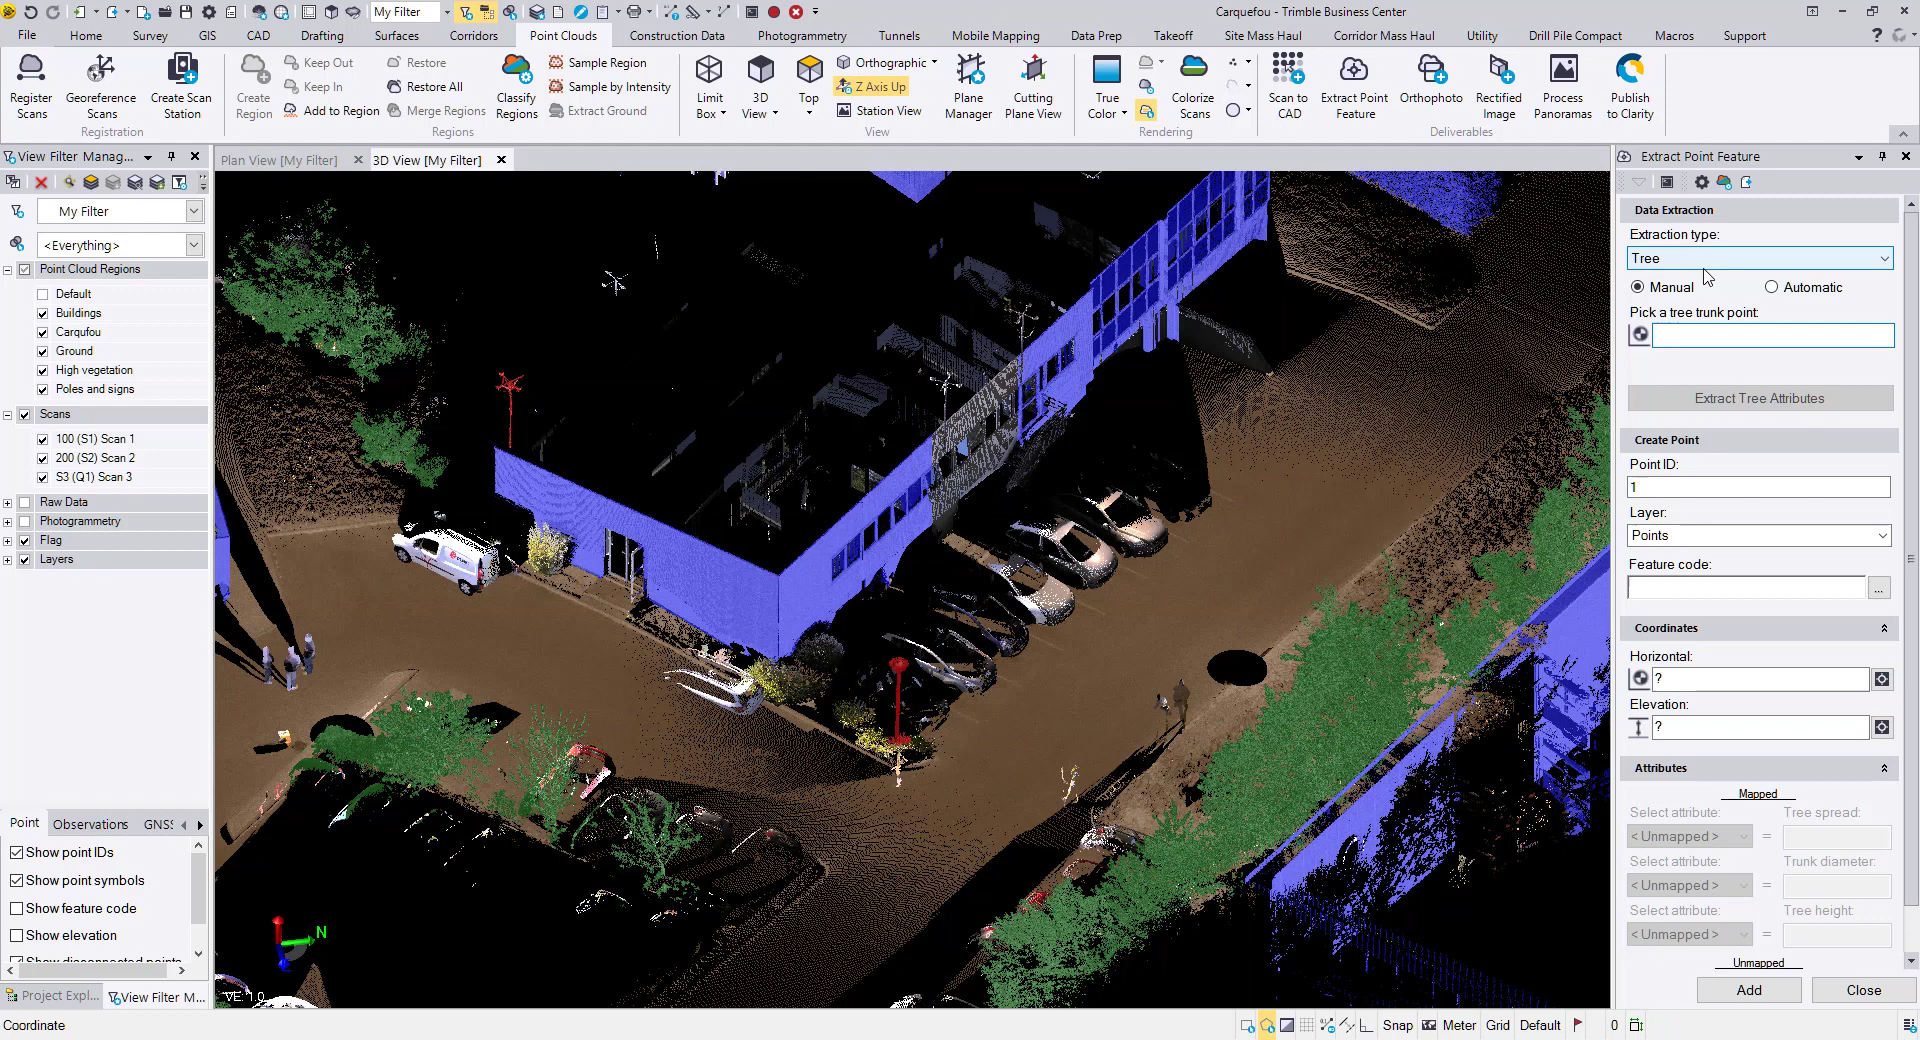 My Filter
Carquefou - Trimble Business Center
File Home Survey GIS CAD Drafting Surfaces Corridors Point Clouds Construction Data Photogrammetry Tunnels Mobile Mapping Data Prep Takeoff Site Mass Haul Corridor Mass Haul Utility Drill Pile Compact Macros Support
Register Scans
Georeference Scans
Create Scan Station
Registration
Create Region
Keep Out
Keep In
Add to Region
Restore
Restore All
Merge Regions
Classify Regions
Sample Region
Sample by Intensity
Extract Ground
Regions
Limit Box
3D View
Top
Orthographic
Z Axis Up
Station View
Plane Manager
Cutting Plane View
View
True Color
Colorize Scans
Rendering
Scan to CAD
Extract Point Feature
Orthophoto
Rectified Image
Process Panoramas
Publish to Clarity
Deliverables
View Filter Manag...
My Filter
<Everything>
Point Cloud Regions
Default
Buildings
Carqufou
Ground
High vegetation
Poles and signs
Scans
100 (S1) Scan 1
200 (S2) Scan 2
S3 (Q1) Scan 3
Raw Data
Photogrammetry
Flag
Layers
Point Observations GNSS
Show point IDs
Show point symbols
Show feature code
Show elevation
Show disconnected points
Project Expl... View Filter M...
Coordinate
Plan View [My Filter]
3D View [My Filter]
N
VE: 1.0
Extract Point Feature
Data Extraction
Extraction type:
Tree
Manual Automatic
Pick a tree trunk point:
Extract Tree Attributes
Create Point
Point ID:
1
Layer:
Points
Feature code:
...
Coordinates
Horizontal:
?
Elevation:
?
Attributes
Mapped
Select attribute: Tree spread:
< Unmapped > =
Select attribute: Trunk diameter:
< Unmapped > =
Select attribute: Tree height:
< Unmapped > =
Unmapped
Add Close
Snap Meter Grid Default 0